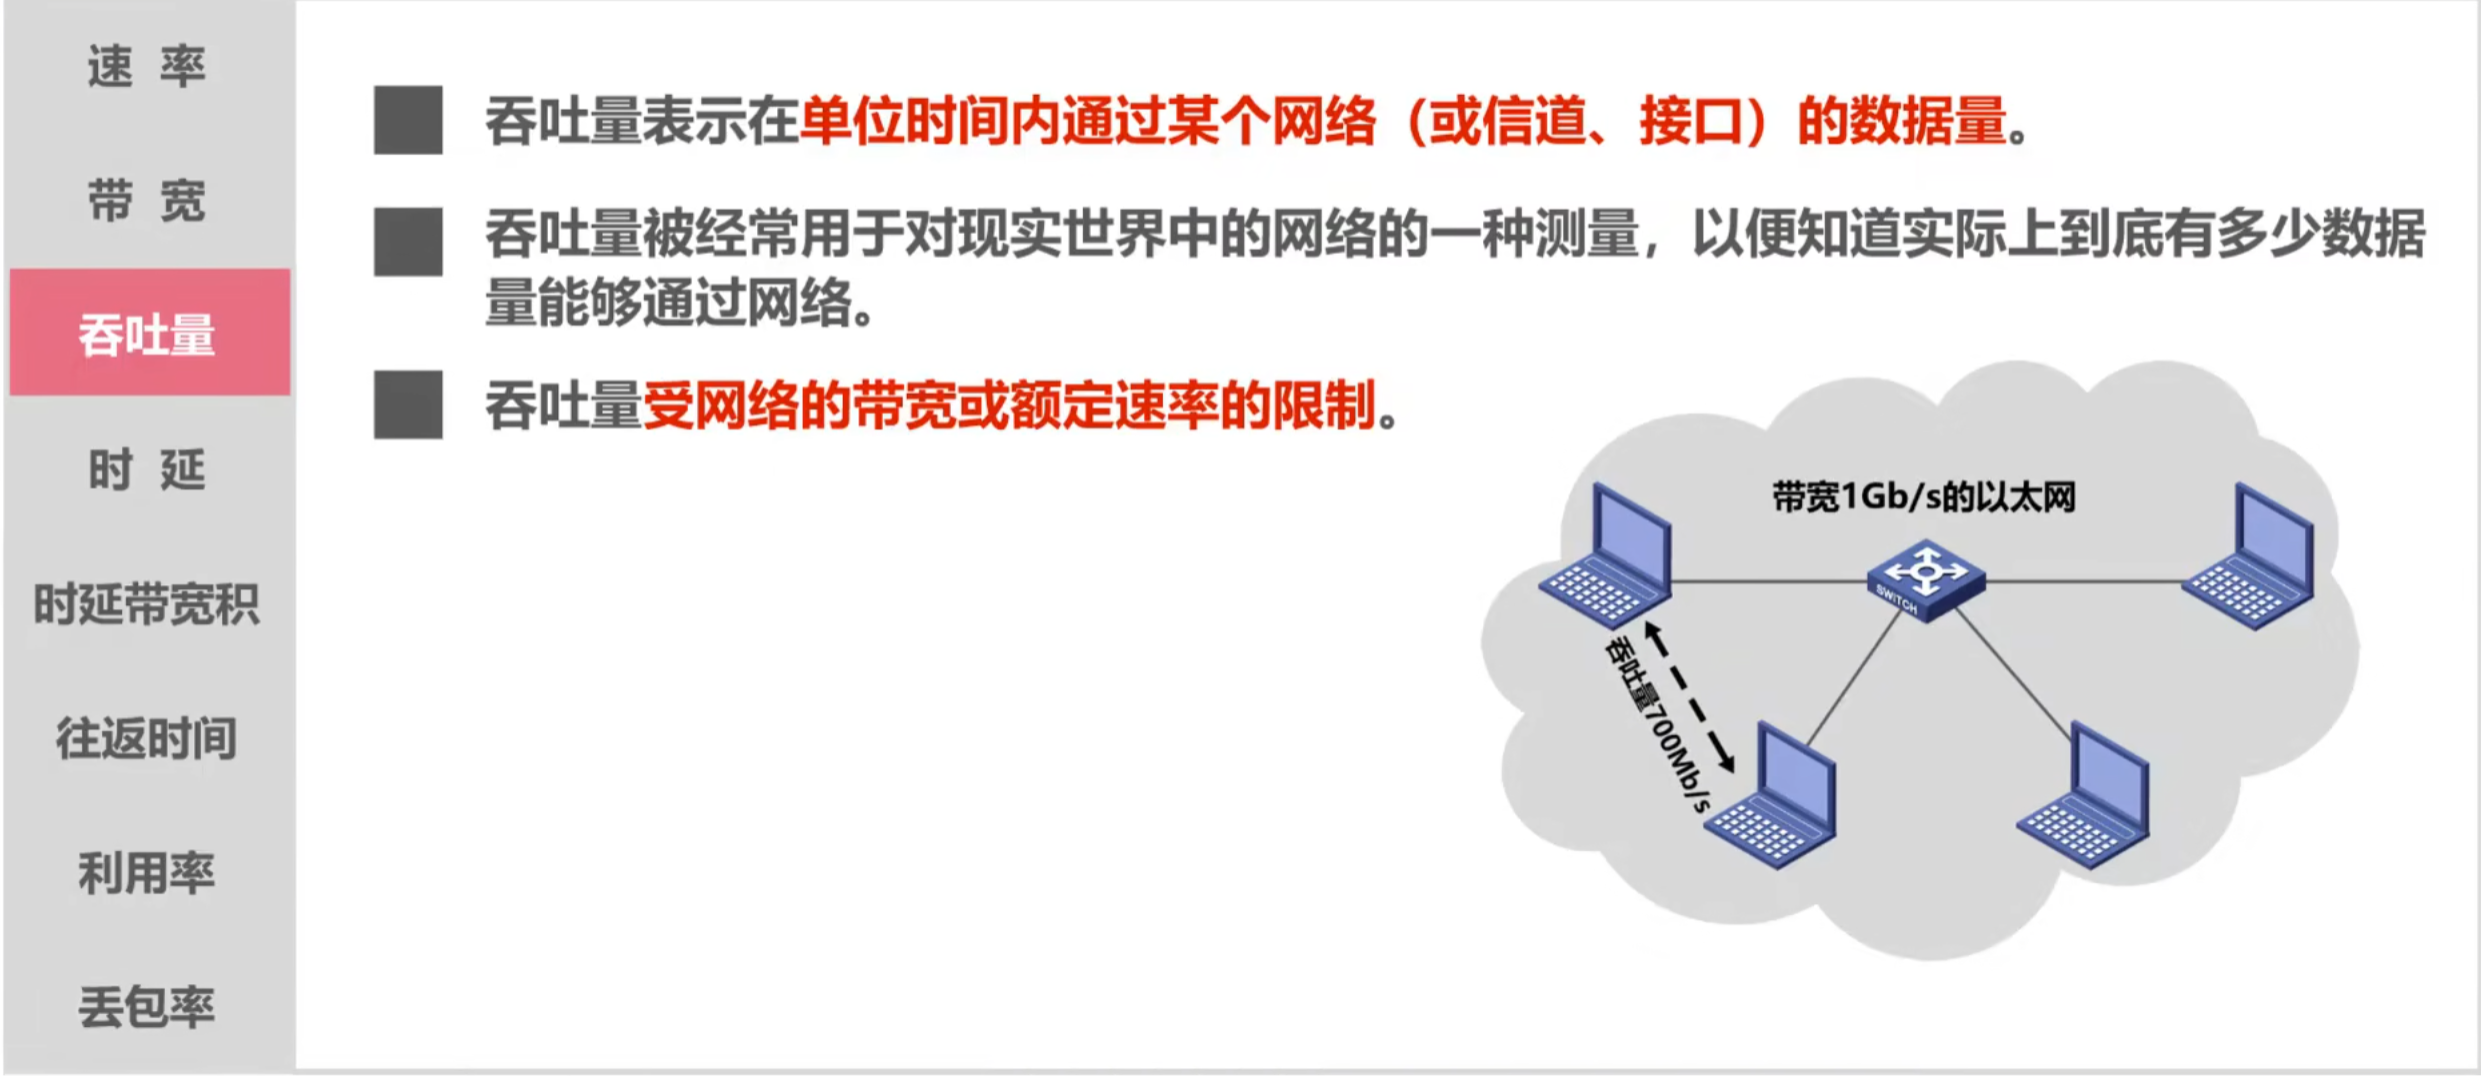 速 率
带 宽
吞吐量
时 延
时延带宽积
往返时间
利用率
丢包率
吞吐量表示在单位时间内通过某个网络（或信道、接口）的数据量。
吞吐量被经常用于对现实世界中的网络的一种测量，以便知道实际上到底有多少数据
量能够通过网络。
吞吐量受网络的带宽或额定速率的限制。
带宽1Gb/s的以太网
SWITCH
吞吐量700Mb/s